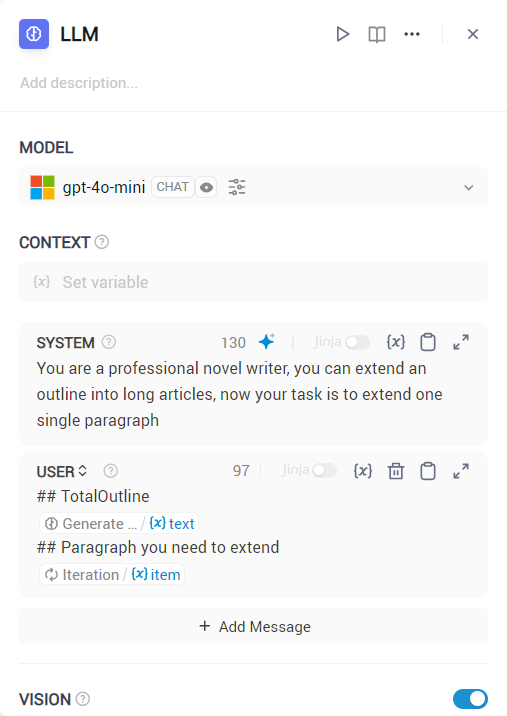 LLM
Add description...
MODEL
gpt-4o-mini CHAT
CONTEXT
{x} Set variable
SYSTEM 130 Jinja {x}
You are a professional novel writer, you can extend an
outline into long articles, now your task is to extend one
single paragraph
USER 97 Jinja {x}
## TotalOutline
Generate ... / {x} text
## Paragraph you need to extend
Iteration / {x} item
+ Add Message
VISION